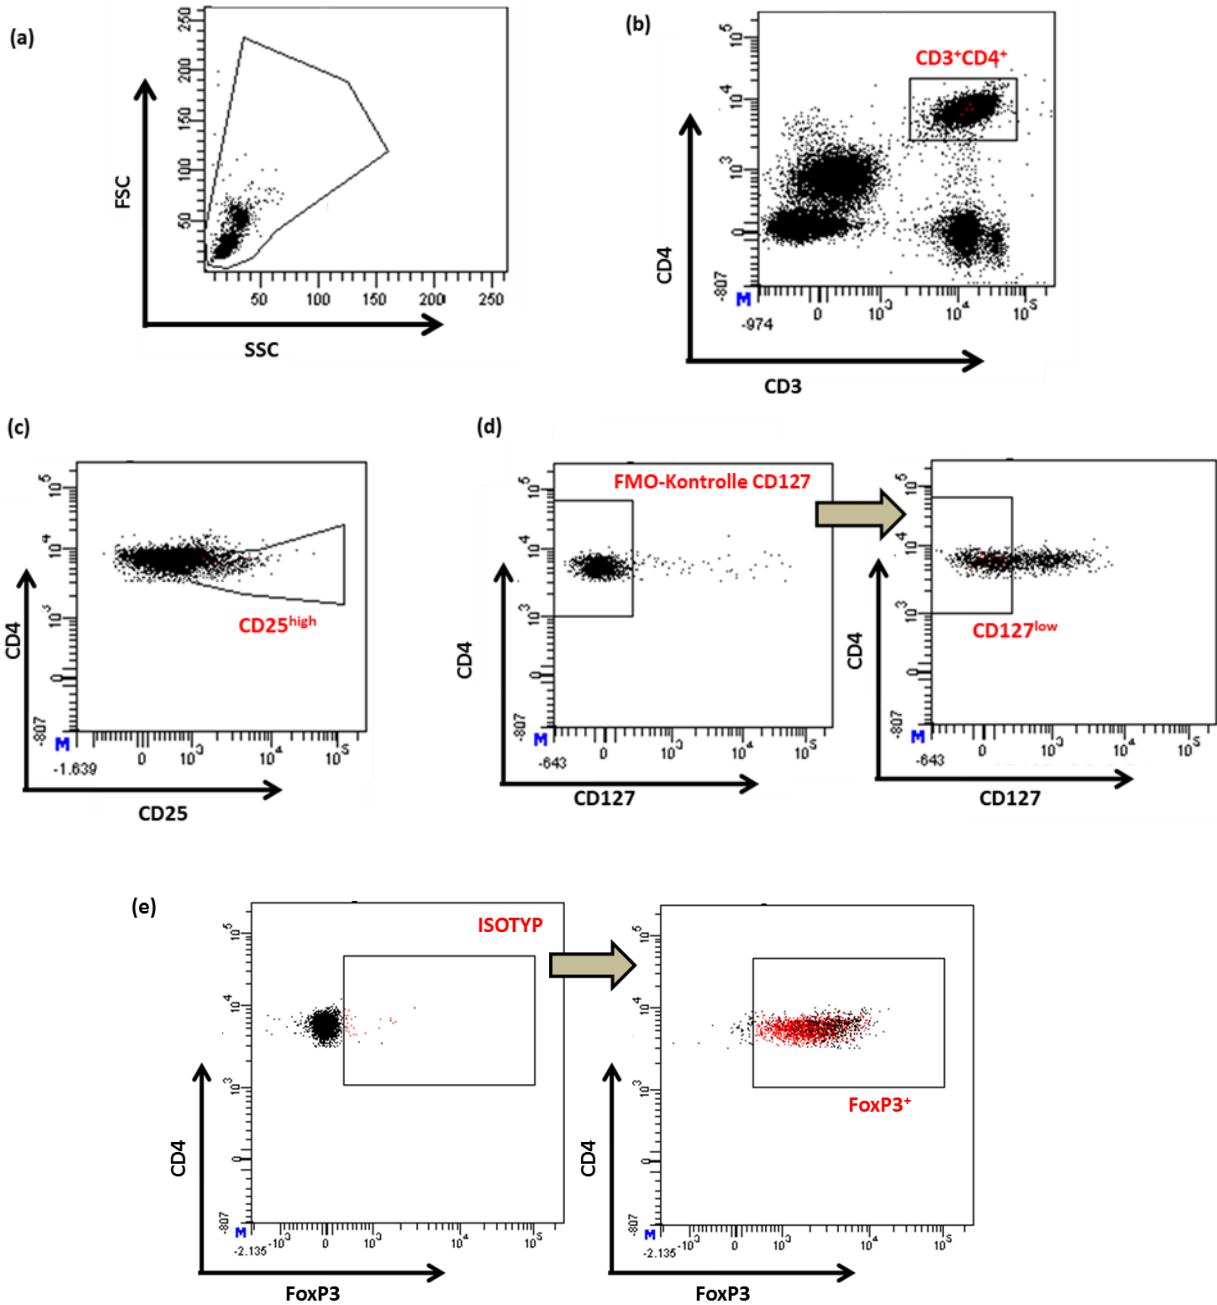 (a)
250
200
150
100
50
FSC
50 100 150 200 250
SSC
(b)
CD3⁺CD4⁺
10⁵
10⁴
10³
0
-807
CD4
M
-974
0 10³ 10⁴ 10⁵
CD3
(c)
10⁵
10⁴
10³
0
-807
CD4
CD25ʰⁱᵍʰ
M
-1.639
0 10³ 10⁴ 10⁵
CD25
(d)
FMO-Kontrolle CD127
10⁵
10⁴
10³
0
-807
CD4
M
-643
0 10³ 10⁴ 10⁵
CD127
10⁵
10⁴
10³
0
-807
CD4
CD127ˡᵒʷ
M
-643
0 10³ 10⁴ 10⁵
CD127
(e)
ISOTYP
10⁵
10⁴
10³
0
-807
CD4
M
-2.135 -10³ 0 10³ 10⁴ 10⁵
FoxP3
10⁵
10⁴
10³
0
-807
CD4
FoxP3⁺
M
-2.135 -10³ 0 10³ 10⁴ 10⁵
FoxP3